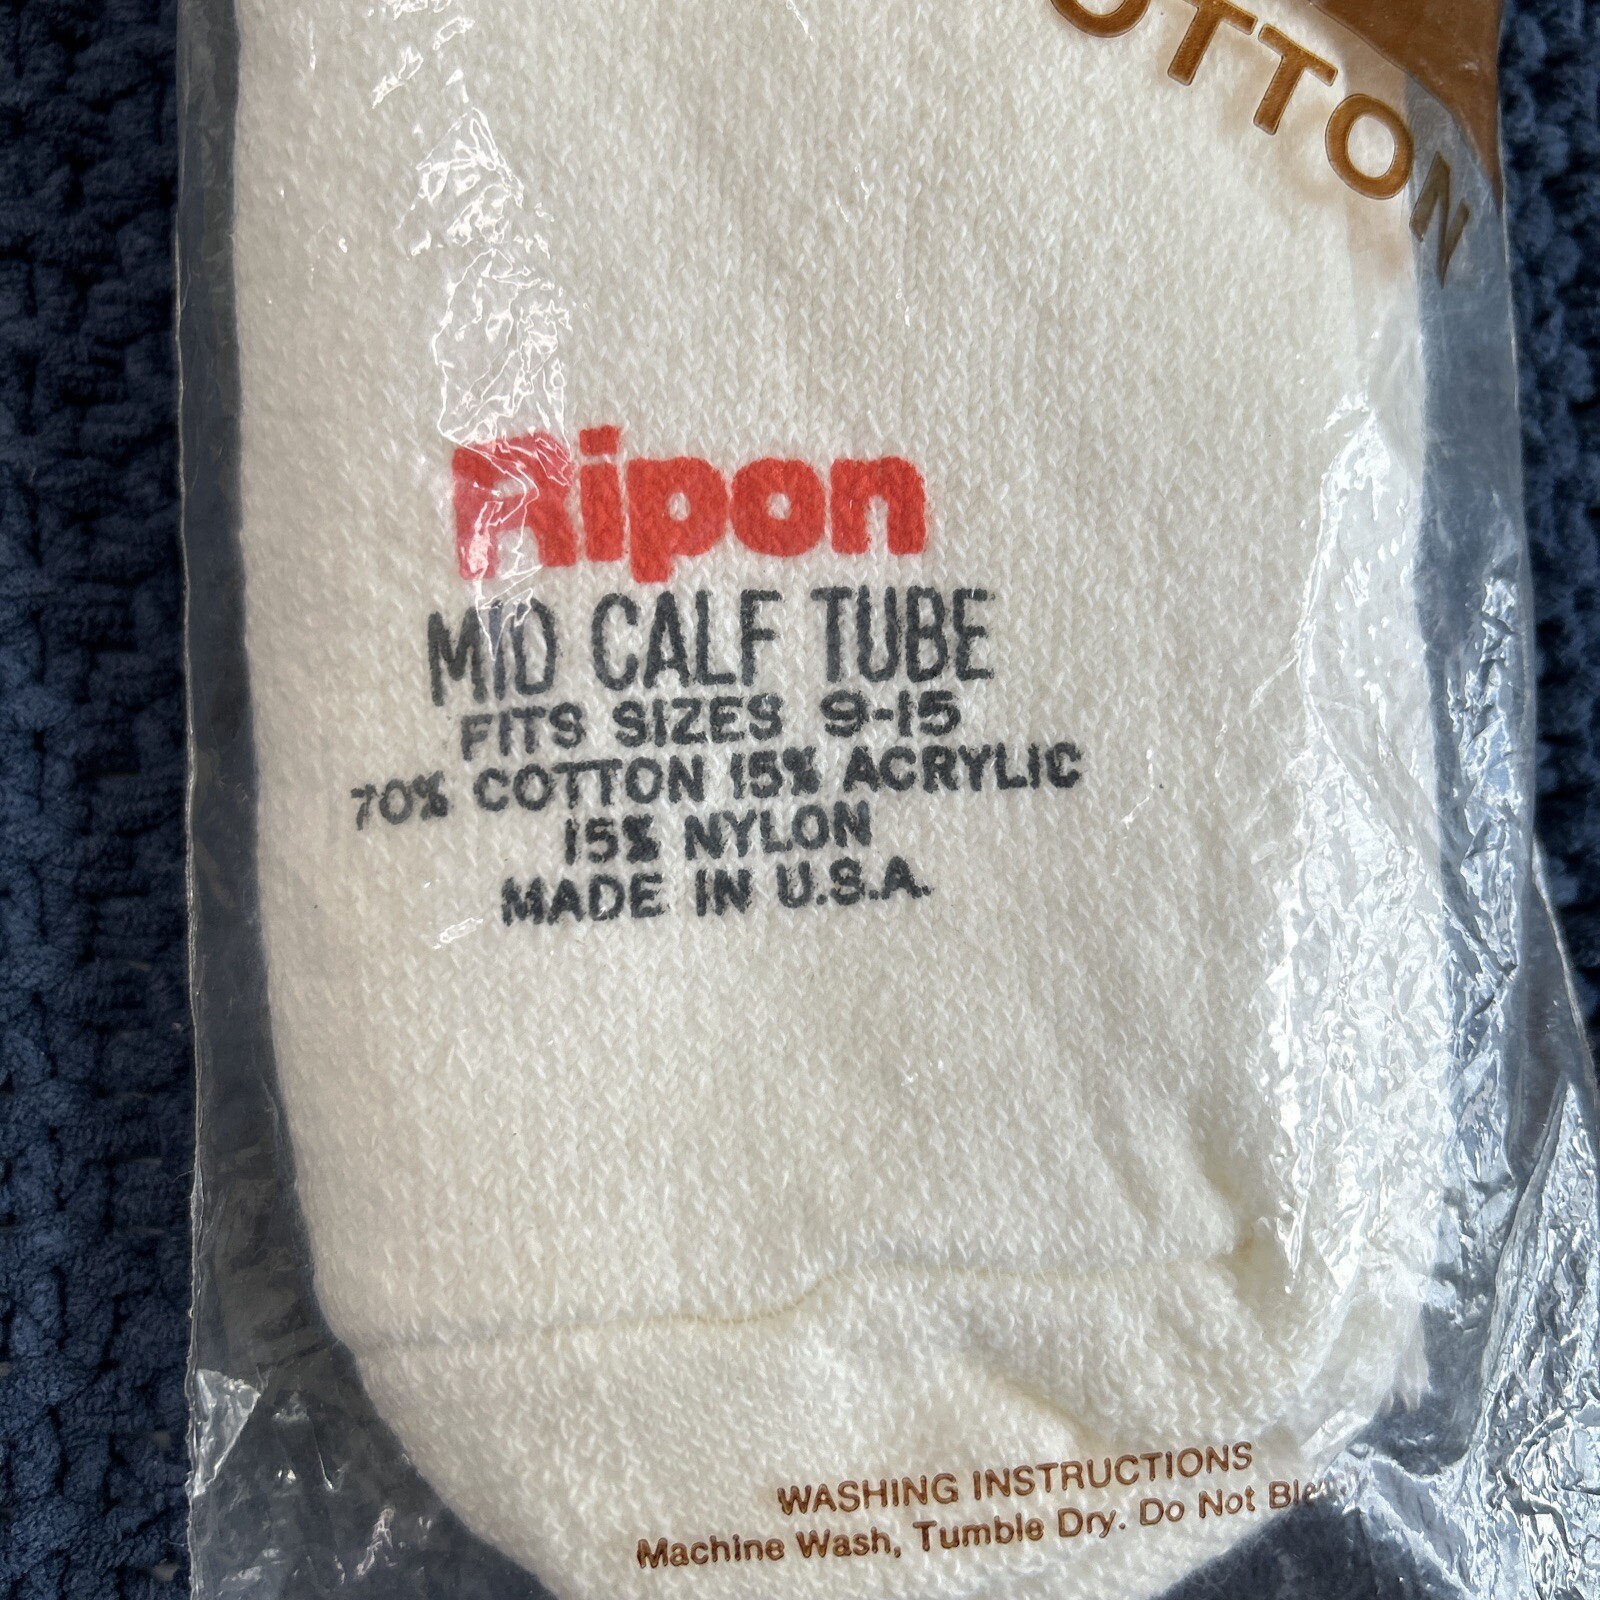 Ripon
MID CALF TUBE
FITS SIZES 9-15
70% COTTON 15% ACRYLIC
15% NYLON
MADE IN U.S.A.
WASHING INSTRUCTIONS
Machine Wash, Tumble Dry. Do Not